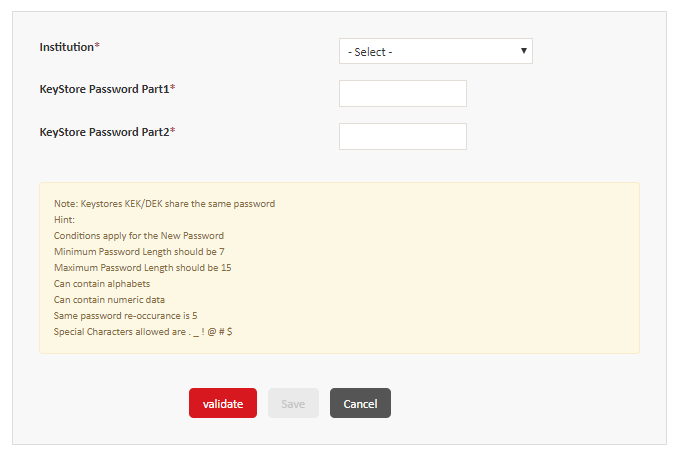 Institution*
- Select -
KeyStore Password Part1*
KeyStore Password Part2*
Note: Keystores KEK/DEK share the same password
Hint:
Conditions apply for the New Password
Minimum Password Length should be 7
Maximum Password Length should be 15
Can contain alphabets
Can contain numeric data
Same password re-occurance is 5
Special Characters allowed are . _ ! @ # $
validate Save Cancel